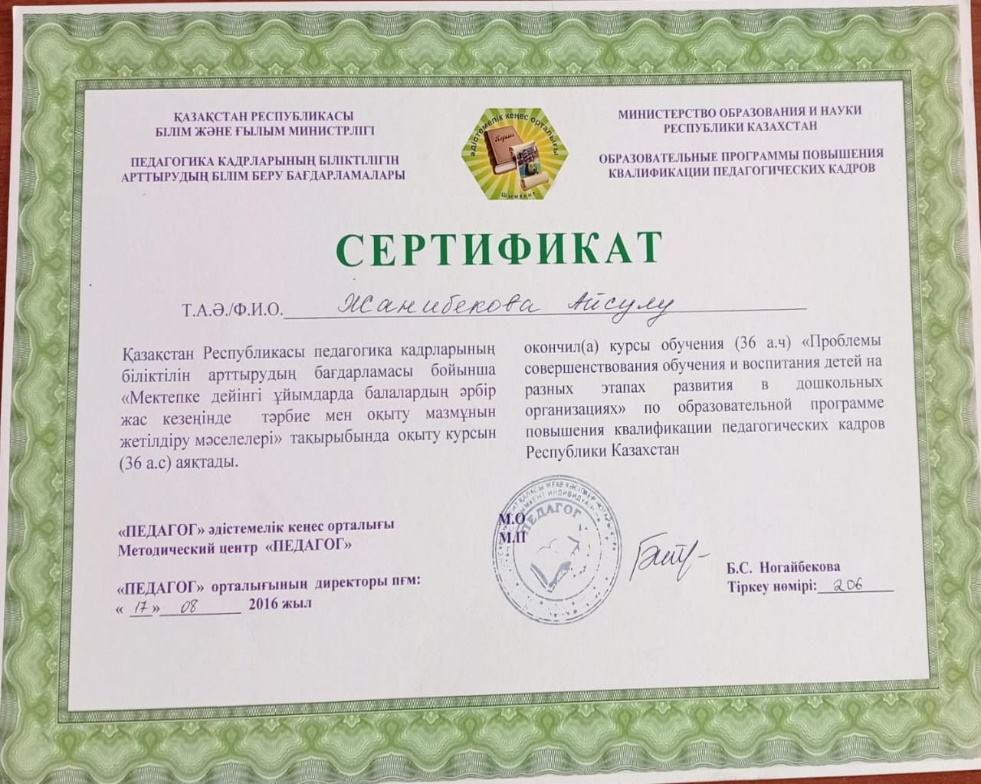 ҚАЗАҚСТАН РЕСПУБЛИКАСЫ
БІЛІМ ЖӘНЕ ҒЫЛЫМ МИНИСТРЛІГІ
ПЕДАГОГИКА КАДРЛАРЫНЫҢ БІЛІКТІЛІГІН
АРТТЫРУДЫҢ БІЛІМ БЕРУ БАҒДАРЛАМАЛАРЫ
әдістемелік кеңес орталығы
Шымкент
МИНИСТЕРСТВО ОБРАЗОВАНИЯ И НАУКИ
РЕСПУБЛИКИ КАЗАХСТАН
ОБРАЗОВАТЕЛЬНЫЕ ПРОГРАММЫ ПОВЫШЕНИЯ
КВАЛИФИКАЦИИ ПЕДАГОГИЧЕСКИХ КАДРОВ
СЕРТИФИКАТ
Т.А.Ә./Ф.И.О. Жанибекова Айсулу
Қазақстан Республикасы педагогика кадрларының
біліктілін арттырудың бағдарламасы бойынша
«Мектепке дейінгі ұйымдарда балалардың әрбір
жас кезеңінде тәрбие мен оқыту мазмұнын
жетілдіру мәселелері» тақырыбында оқыту курсын
(36 а.с) аяқтады.
окончил(а) курсы обучения (36 а.ч) «Проблемы
совершенствования обучения и воспитания детей на
разных этапах развития в дошкольных
организациях» по образовательной программе
повышения квалификации педагогических кадров
Республики Казахстан
«ПЕДАГОГ» әдістемелік кеңес орталығы
Методический центр «ПЕДАГОГ»
«ПЕДАГОГ» орталығының директоры пғм:
« 17 » 08 2016 жыл
М.О
М.П
ПЕДАГОГ
Б.С. Ногайбекова
Тіркеу нөмірі: 206